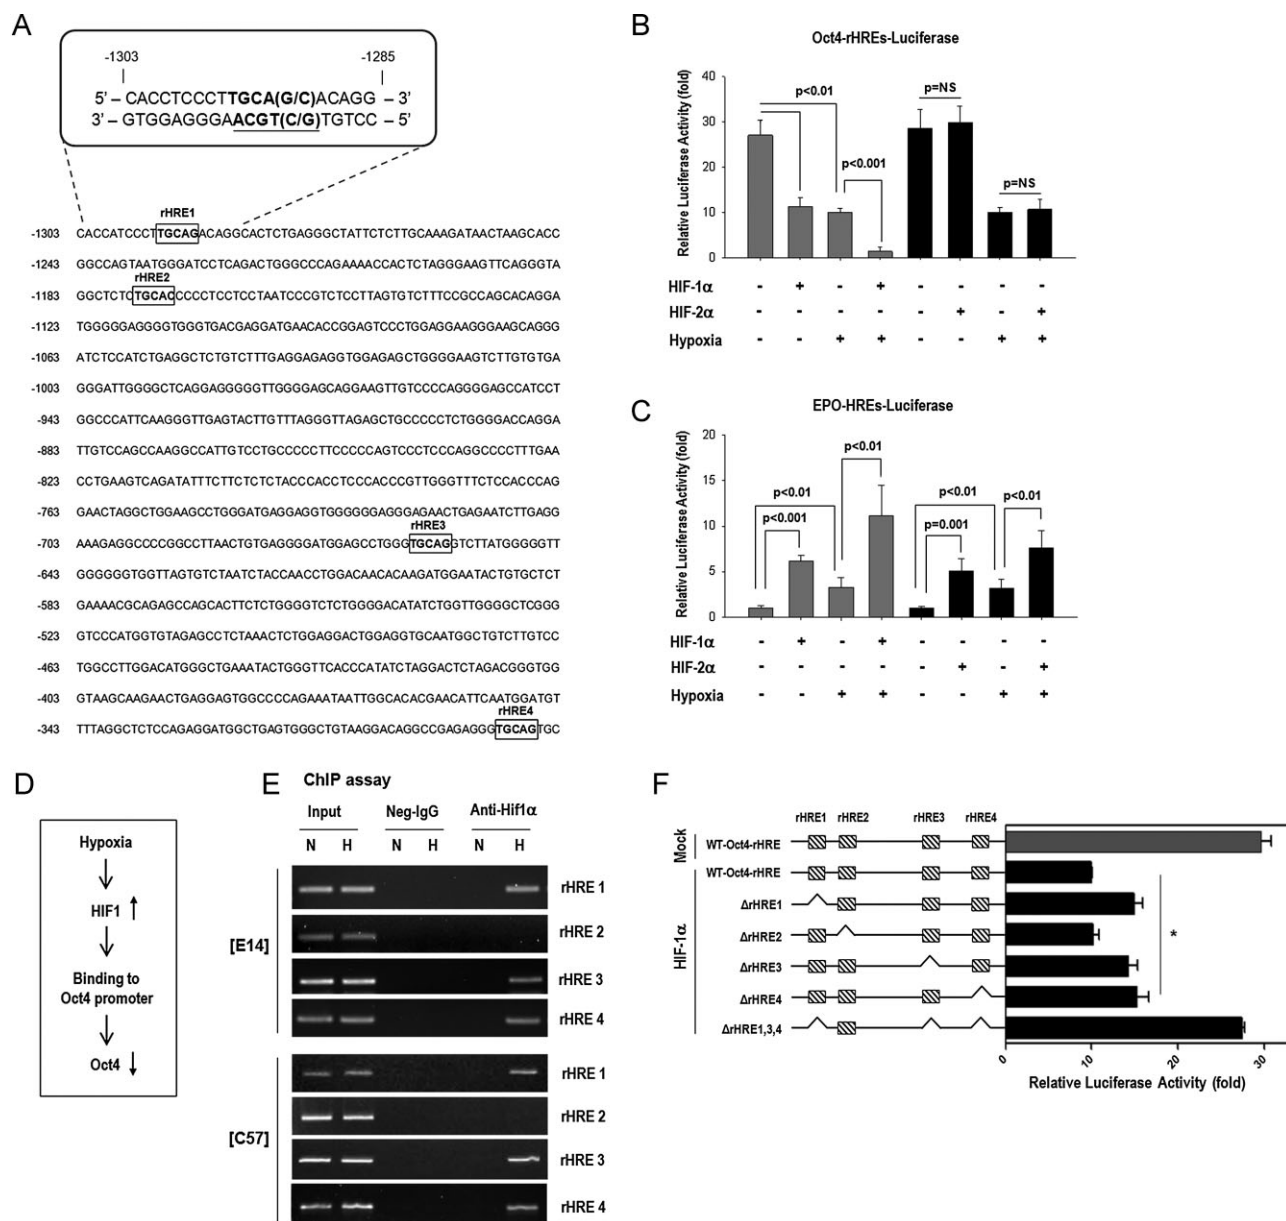 A
-1303
-1285
5' – CACCTCCCTTGCA(G/C)ACAGG – 3'
3' – GTGGAGGGAACGT(C/G)TGTCC – 5'
rHRE1
-1303 CACCATCCCTTGCAGACAGGCACTCTGAGGGCTATTCTCTTGCAAAGATAACTAAGCACC
-1243 GGCCAGTAATGGGATCCTCAGACTGGGCCCAGAAAACCACTCTAGGGAAGTTCAGGGTA
rHRE2
-1183 GGCTCTCTGCACCCCCTCCTCCTAATCCCGTCTCCTTAGTGTCTTTCCGCCAGCACAGGA
-1123 TGGGGGAGGGGTGGGTGACGAGGATGAACACCGGAGTCCCTGGAGGAAGGGAAGCAGGG
-1063 ATCTCCATCTGAGGCTCTGTCTTTGAGGAGAGGTGGAGAGCTGGGGAAGTCTTGTGTGA
-1003 GGGATTGGGGCTCAGGAGGGGGTTGGGGAGCAGGAAGTTGTCCCCAGGGGAGCCATCCT
-943 GGCCCATTCAAGGGTTGAGTACTTGTTTAGGGTTAGAGCTGCCCCCTCTGGGGACCAGGA
-883 TTGTCCAGCCAAGGCCATTGTCCTGCCCCCTTCCCCCAGTCCCTCCCAGGCCCCTTTGAA
-823 CCTGAAGTCAGATATTTCTTCTCTCTACCCACCTCCCACCCGTTGGGTTTCTCCACCCAG
-763 GAACTAGGCTGGAAGCCTGGGATGAGGAGGTGGGGGGAGGGAGAACTGAGAATCTTGAGG
rHRE3
-703 AAAGAGGCCCCGGCCTTAACTGTGAGGGGATGGAGCCTGGGTGCAGGTCTTATGGGGGTT
-643 GGGGGGTGGTTAGTGTCTAATCTACCAACCTGGACAACACAAGATGGAATACTGTGCTCT
-583 GAAAACGCAGAGCCAGCACTTCTCTGGGGTCTCTGGGGACATATCTGGTTGGGGCTCGGG
-523 GTCCCATGGTGTAGAGCCTCTAAACTCTGGAGGACTGGAGGTGCAATGGCTGTCTTGTCC
-463 TGGCCTTGGACATGGGCTGAAATACTGGGTTCACCCATATCTAGGACTCTAGACGGGTGG
-403 GTAAGCAAGAACTGAGGAGTGGCCCCAGAAATAATTGGCACACGAACATTCAATGGATGT
rHRE4
-343 TTTAGGCTCTCCAGAGGATGGCTGAGTGGGCTGTAAGGACAGGCCGAGAGGGTGCAGTGC
B
Oct4-rHREs-Luciferase
Relative Luciferase Activity (fold)
40
30
20
10
0
p<0.01
p<0.001
p=NS
p=NS
HIF-1α - + - + - - - -
HIF-2α - - - - - + - +
Hypoxia - - + + - - + +
C
EPO-HREs-Luciferase
Relative Luciferase Activity (fold)
20
15
10
5
0
p<0.01
p<0.01
p<0.001
p<0.01
p=0.001
p<0.01
HIF-1α - + - + - - - -
HIF-2α - - - - - + - +
Hypoxia - - + + - - + +
D
Hypoxia
HIF1
Binding to
Oct4 promoter
Oct4
E
ChIP assay
Input Neg-IgG Anti-Hif1α
N H N H N H
[E14]
rHRE 1
rHRE 2
rHRE 3
rHRE 4
[C57]
rHRE 1
rHRE 2
rHRE 3
rHRE 4
F
rHRE1 rHRE2 rHRE3 rHRE4
Mock
WT-Oct4-rHRE
HIF-1α
WT-Oct4-rHRE
ΔrHRE1
ΔrHRE2
ΔrHRE3
ΔrHRE4
ΔrHRE1,3,4
*
0 10 20 30
Relative Luciferase Activity (fold)